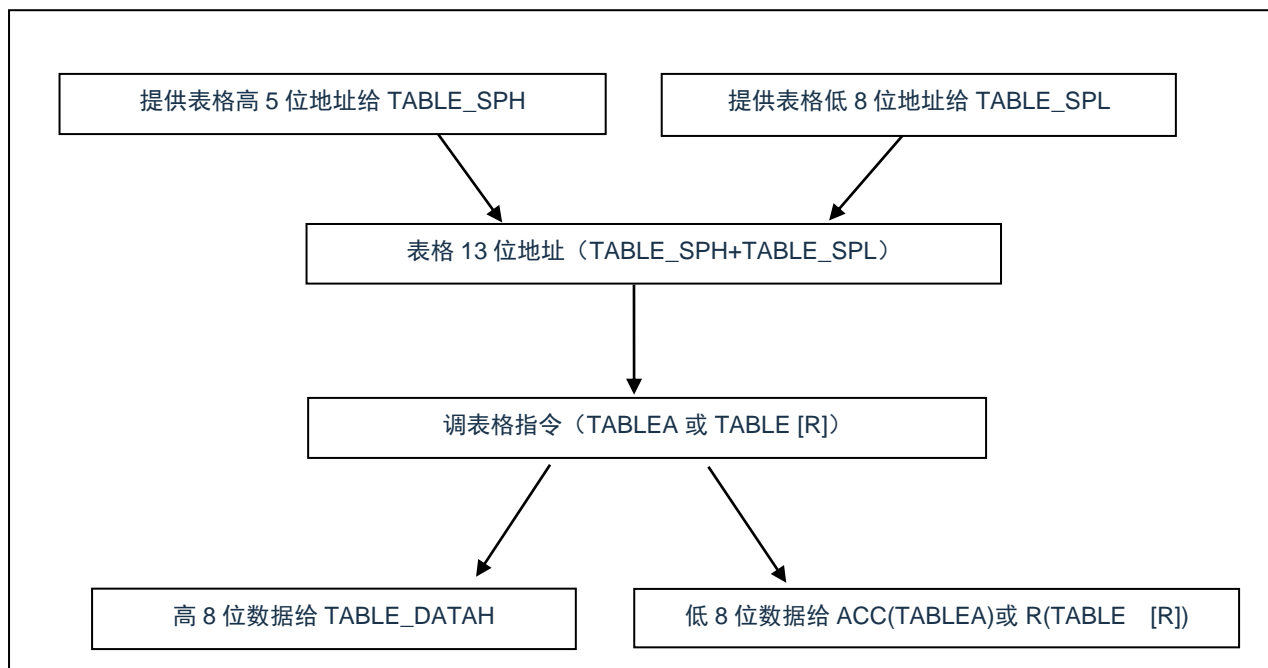 提供表格高 5 位地址给 TABLE_SPH
提供表格低 8 位地址给 TABLE_SPL
表格 13 位地址（TABLE_SPH+TABLE_SPL）
调表格指令（TABLEA 或 TABLE [R]）
高 8 位数据给 TABLE_DATAH
低 8 位数据给 ACC(TABLEA)或 R(TABLE [R])